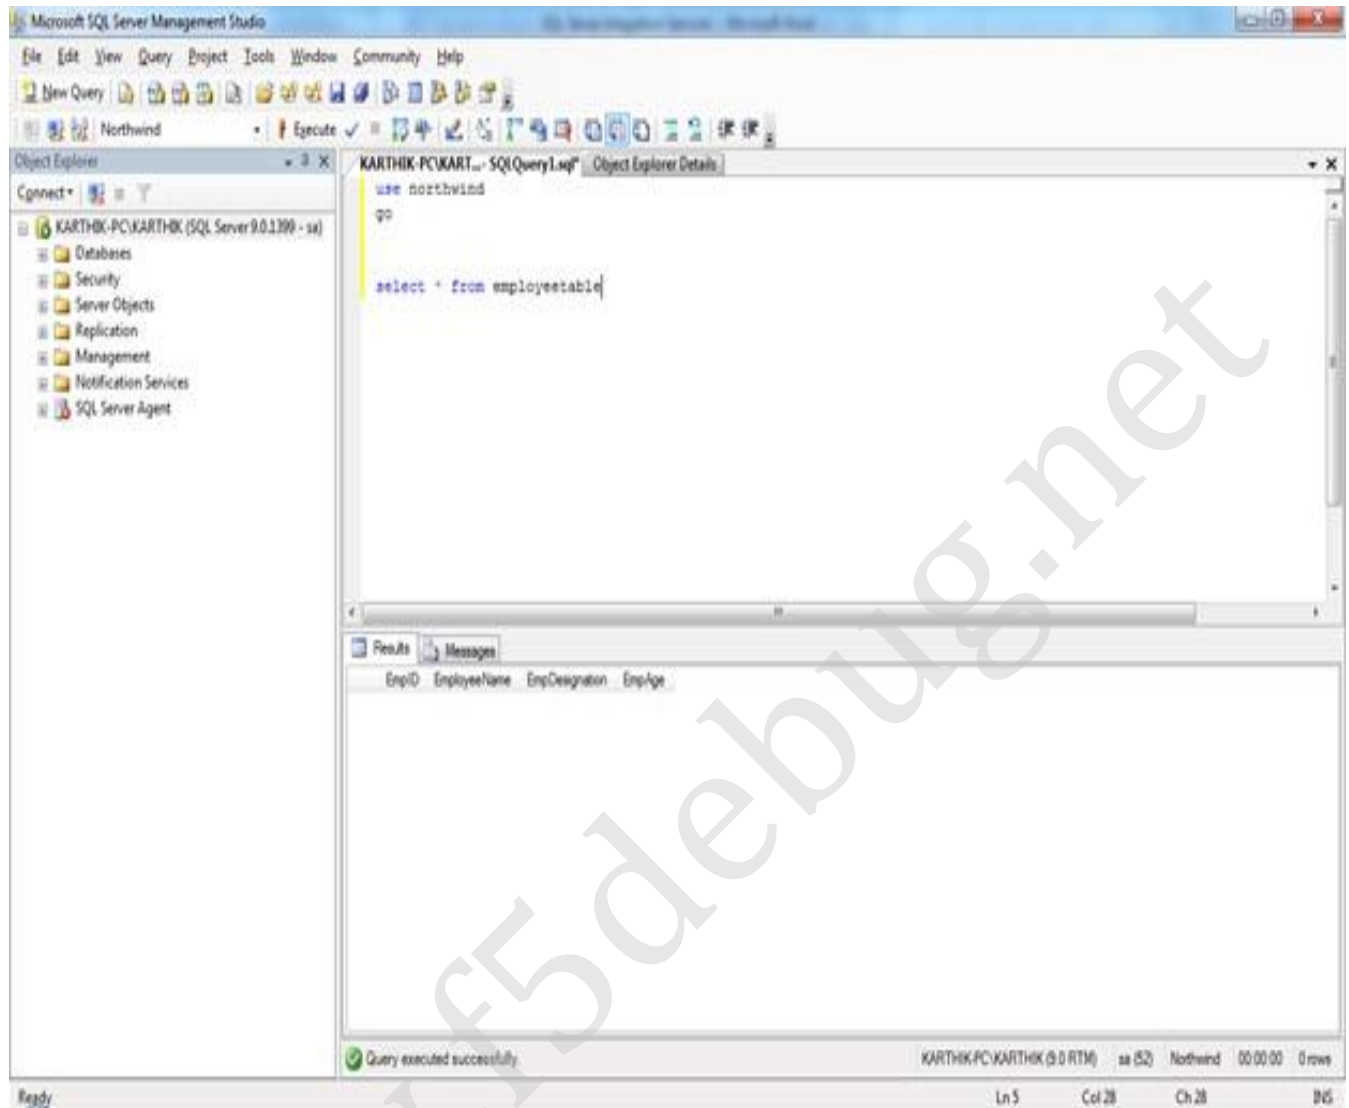 Microsoft SQL Server Management Studio
File Edit View Query Project Tools Window Community Help
New Query
Northwind Execute
Object Explorer
KARTHIK-PC\KART...- SQLQuery1.sql* Object Explorer Details
Connect
KARTHIK-PC\KARTHIK (SQL Server 9.0.1399 - sa)
Databases
Security
Server Objects
Replication
Management
Notification Services
SQL Server Agent
use northwind
go
select * from employeetable
Results Messages
EmpID EmployeeName EmpDesignation EmpAge
Query executed successfully. KARTHIK-PC\KARTHIK (9.0 RTM) sa (52) Northwind 00:00:00 0 rows
Ready Ln 5 Col 28 Ch 28 INS
f5debug.net